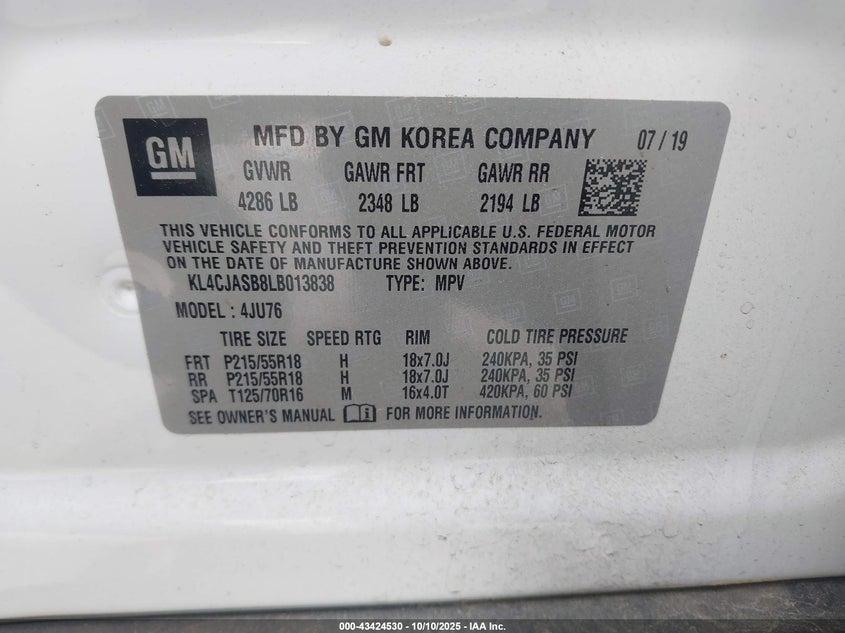 GM MFD BY GM KOREA COMPANY 07 / 19
GVWR GAWR FRT GAWR RR
4286 LB 2348 LB 2194 LB
THIS VEHICLE CONFORMS TO ALL APPLICABLE U.S. FEDERAL MOTOR
VEHICLE SAFETY AND THEFT PREVENTION STANDARDS IN EFFECT
ON THE DATE OF MANUFACTURE SHOWN ABOVE.
KL4CJASB8LB013838 TYPE: MPV
MODEL : 4JU76
TIRE SIZE SPEED RTG RIM COLD TIRE PRESSURE
FRT P215/55R18 H 18x7.0J 240KPA, 35 PSI
RR P215/55R18 H 18x7.0J 240KPA, 35 PSI
SPA T125/70R16 M 16x4.0T 420KPA, 60 PSI
SEE OWNER'S MANUAL FOR MORE INFORMATION.
000-43424530 - 10/10/2025 - IAA Inc.